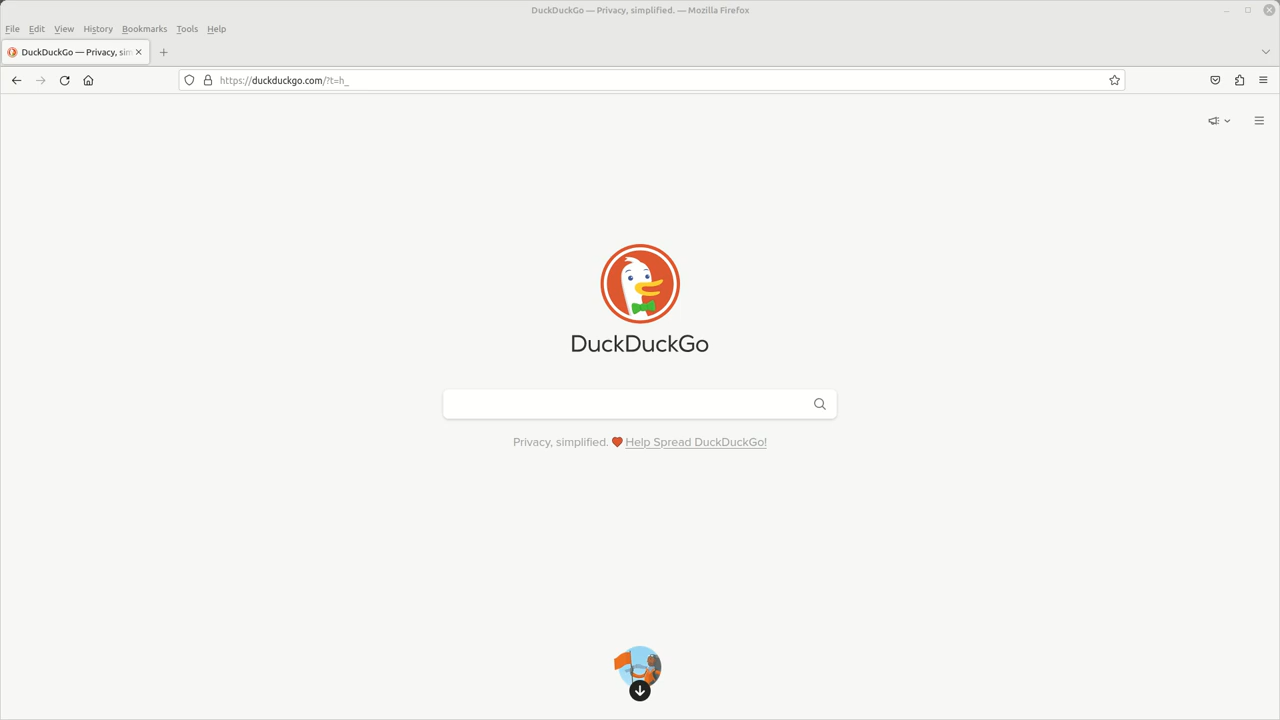 DuckDuckGo — Privacy, simplified. — Mozilla Firefox
File Edit View History Bookmarks Tools Help
DuckDuckGo — Privacy, sim
https://duckduckgo.com/?t=h_
DuckDuckGo
Privacy, simplified. Help Spread DuckDuckGo!